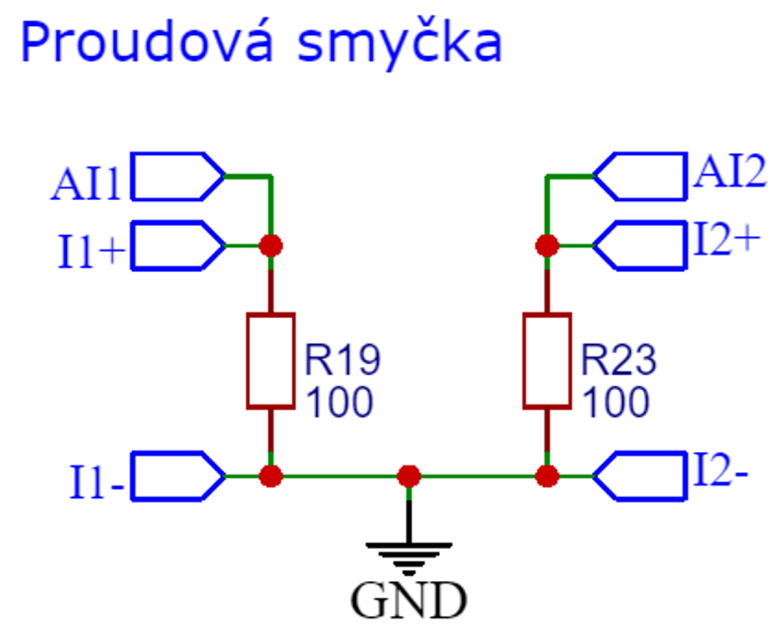 Proudová smyčka
AI1
AI2
I1+
I2+
R19
100
R23
100
I1-
I2-
GND